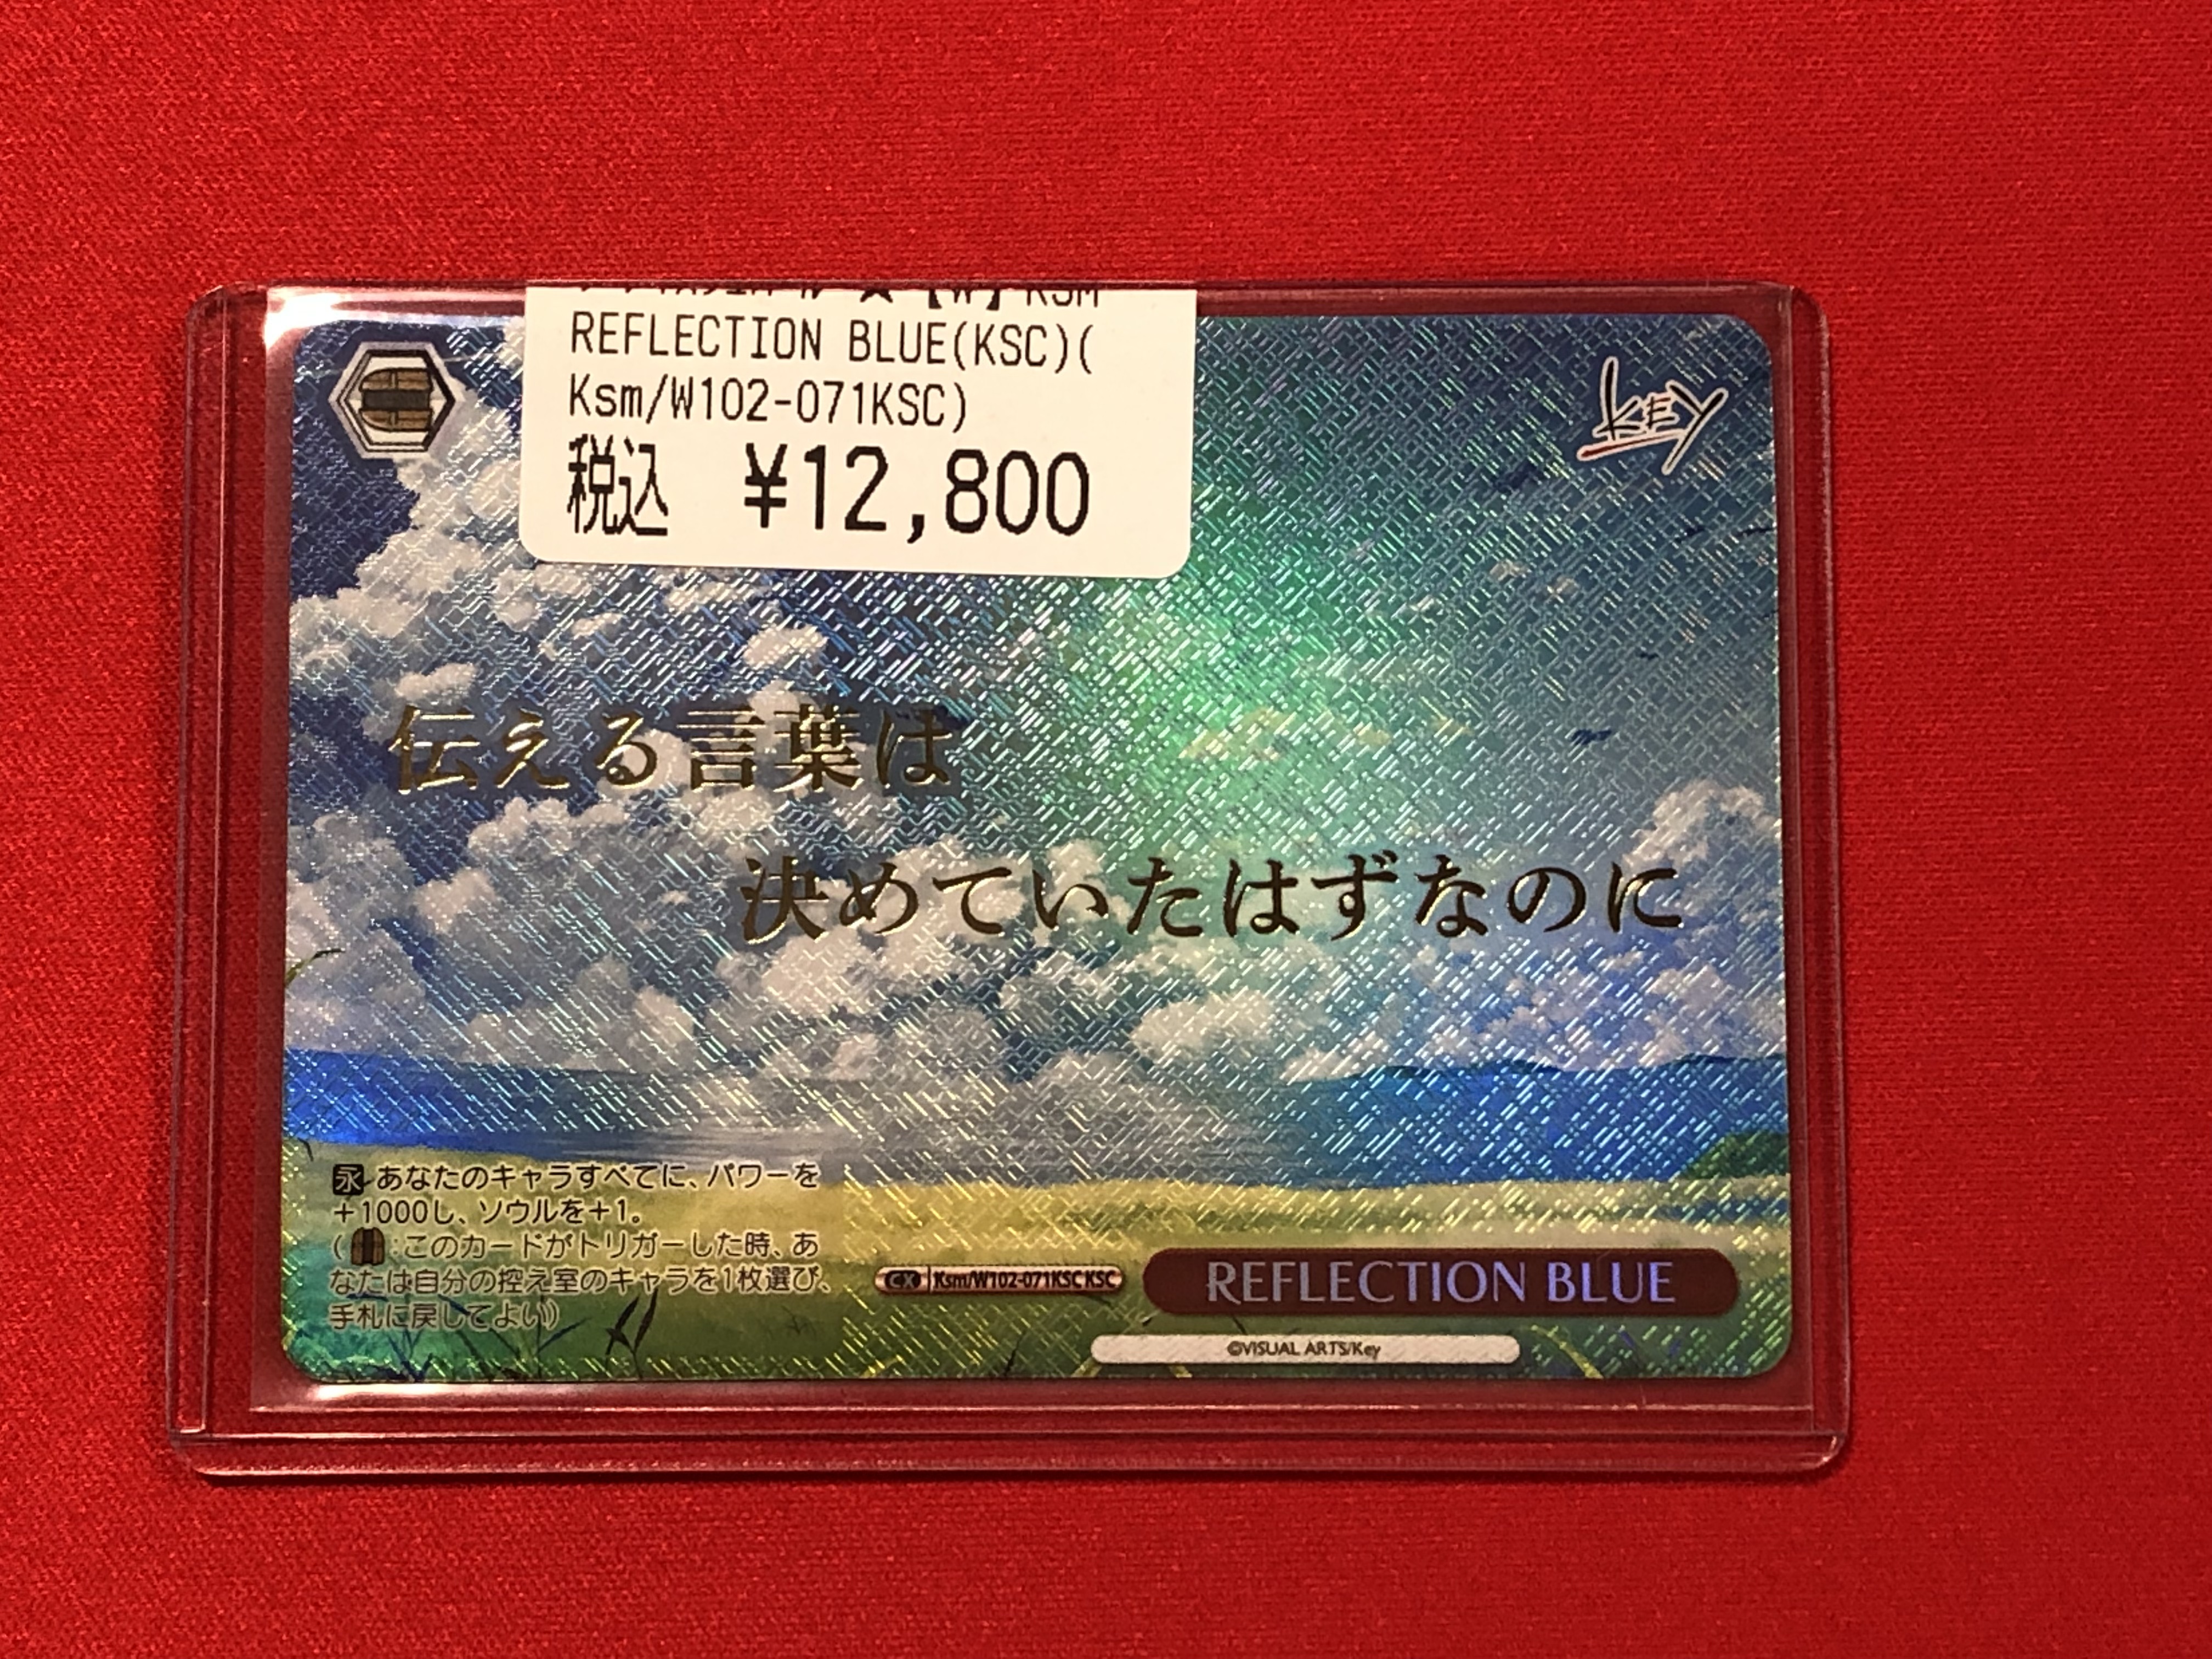 ★【W】KSM
REFLECTION BLUE(KSC)(
Ksm/W102-071KSC)
税込 ¥12,800
KEY
伝える言葉は
決めていたはずなのに
永 あなたのキャラすべてに、パワーを
+1000し、ソウルを+1。
( :このカードがトリガーした時、あ
なたは自分の控え室のキャラを1枚選び、
手札に戻してよい)
CX Ksm/W102-071KSC KSC
REFLECTION BLUE
©VISUAL ARTS/Key